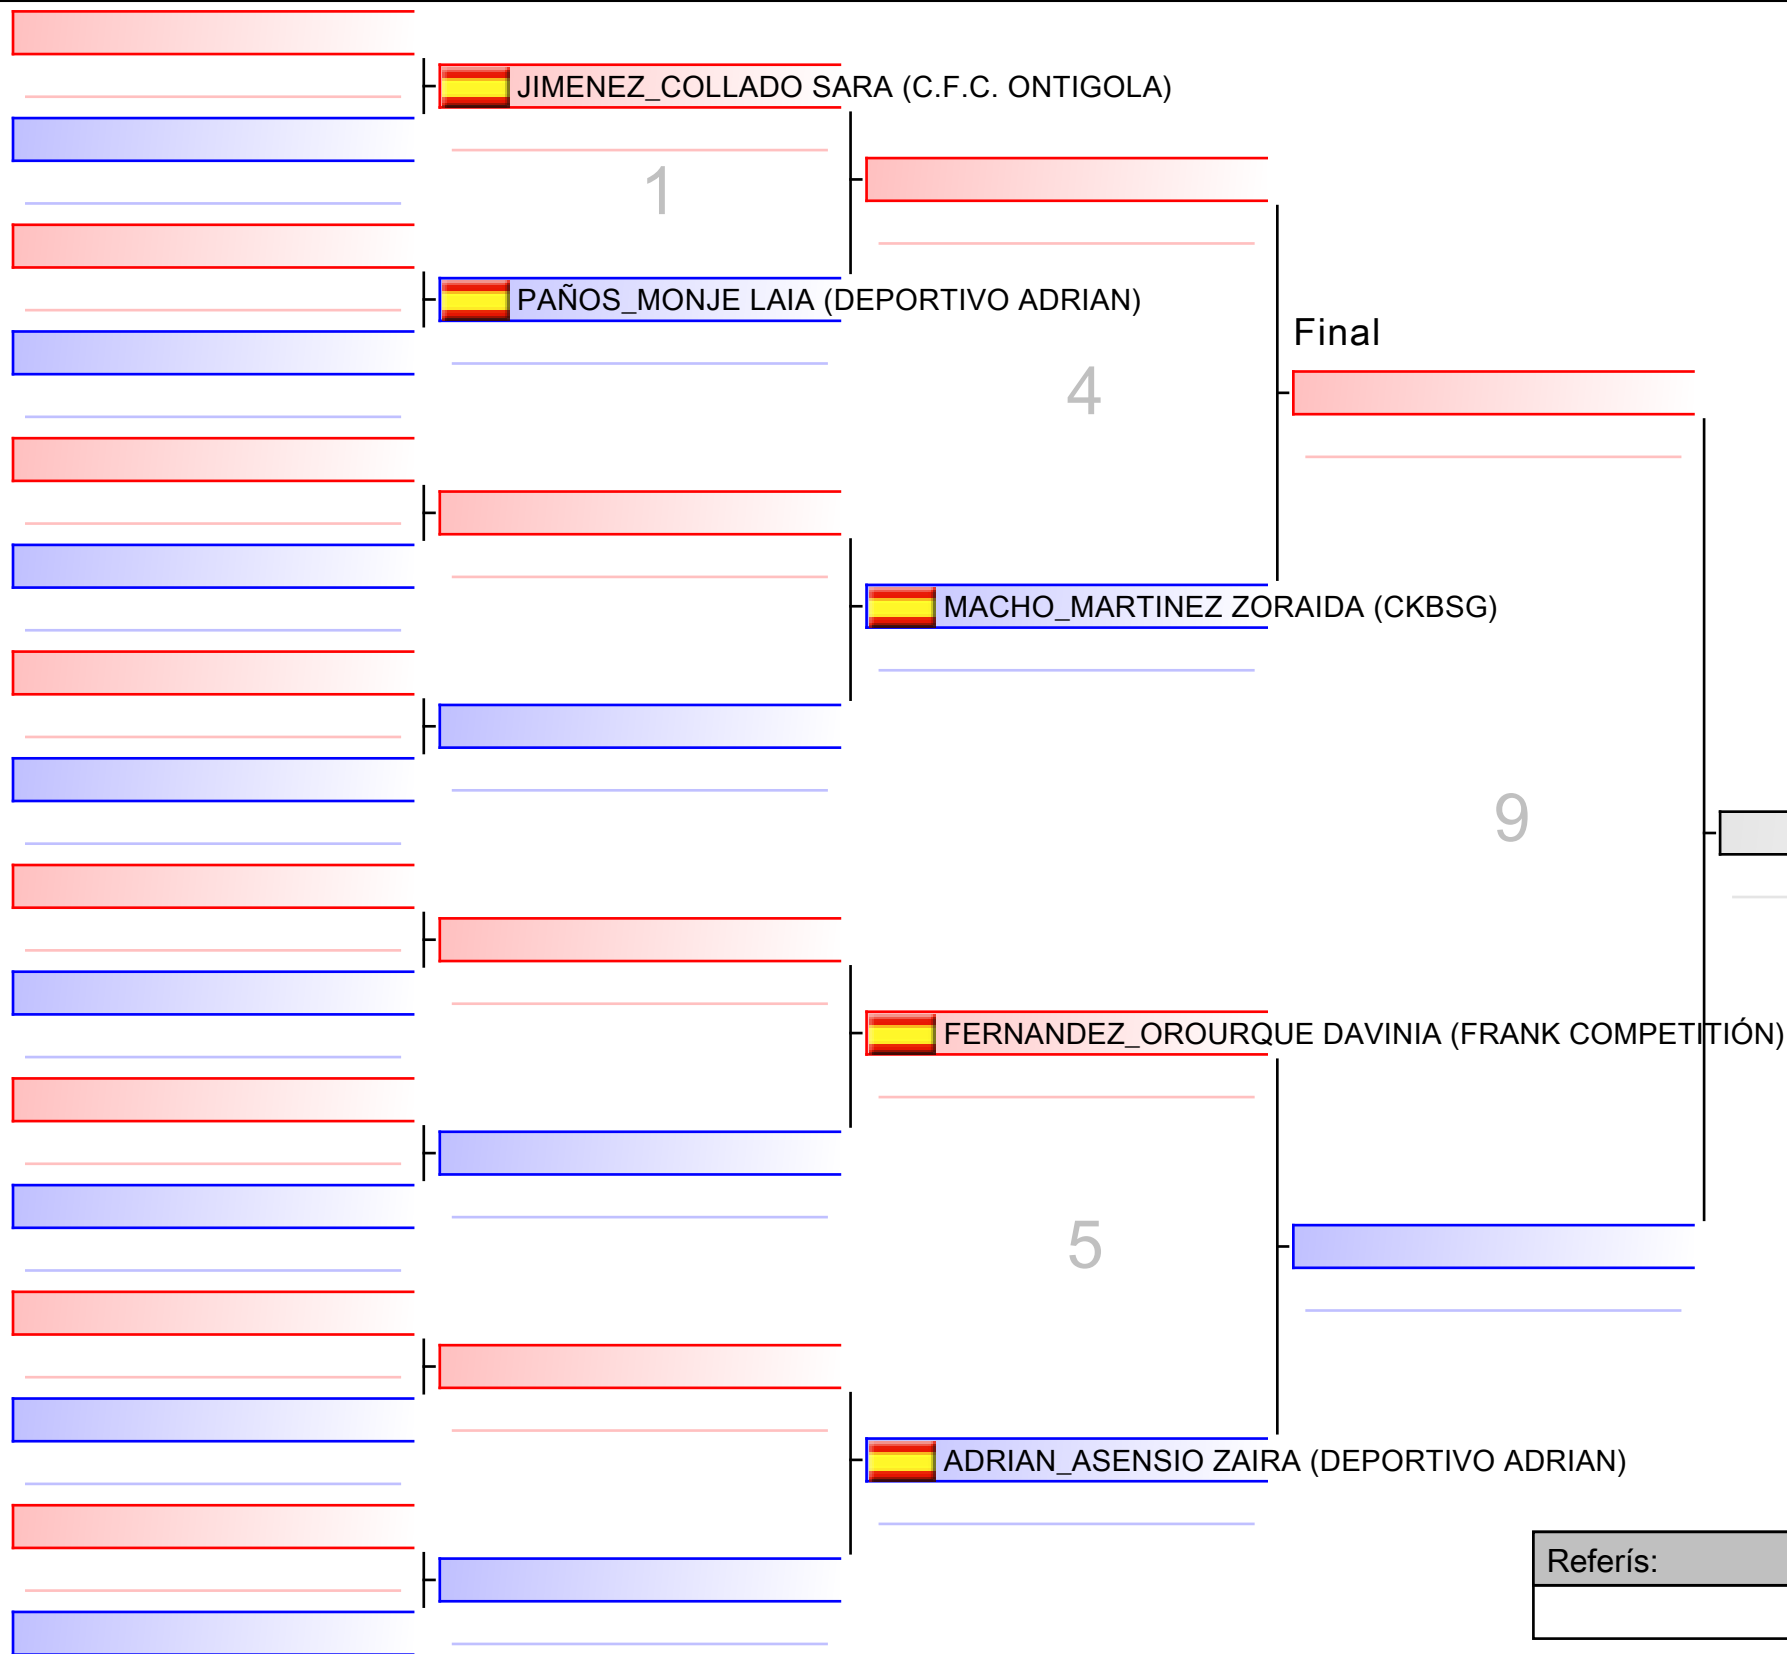 JIMENEZ_COLLADO SARA (C.F.C. ONTIGOLA)
1
PAÑOS_MONJE LAIA (DEPORTIVO ADRIAN)
Final
4
MACHO_MARTINEZ ZORAIDA (CKBSG)
9
FERNANDEZ_OROURQUE DAVINIA (FRANK COMPETITIÓN)
5
ADRIAN_ASENSIO ZAIRA (DEPORTIVO ADRIAN)
Referís: